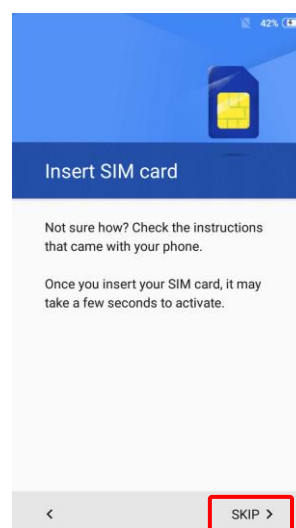 42%
Insert SIM card
Not sure how? Check the instructions
that came with your phone.
Once you insert your SIM card, it may
take a few seconds to activate.
< SKIP >